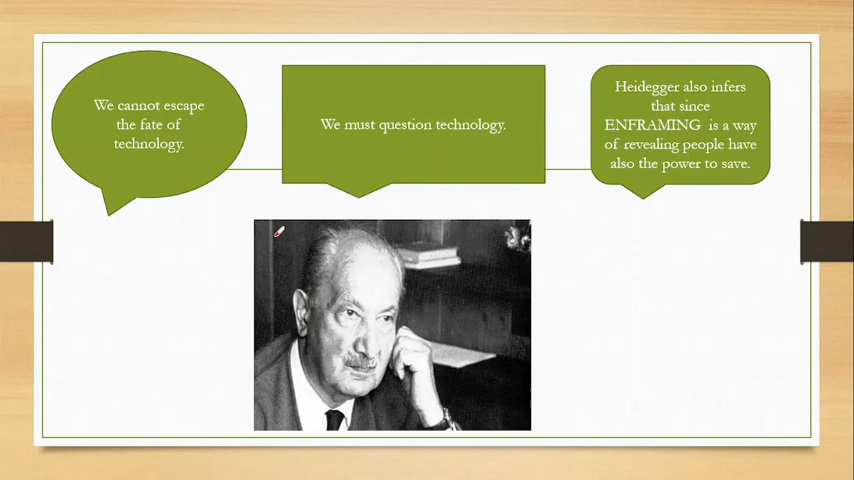 We cannot escape
the fate of
technology.
We must question technology.
Heidegger also infers
that since
ENFRAMING is a way
of revealing people have
also the power to save.